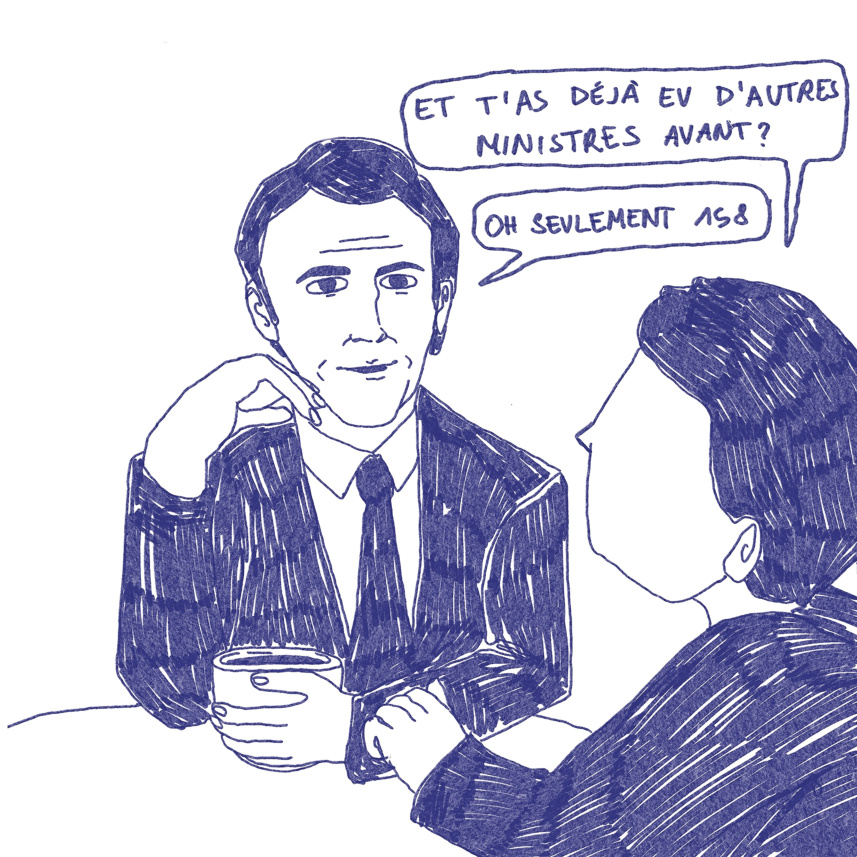 ET T'AS DÉJÀ EU D'AUTRES
MINISTRES AVANT?
OH SEULEMENT 158